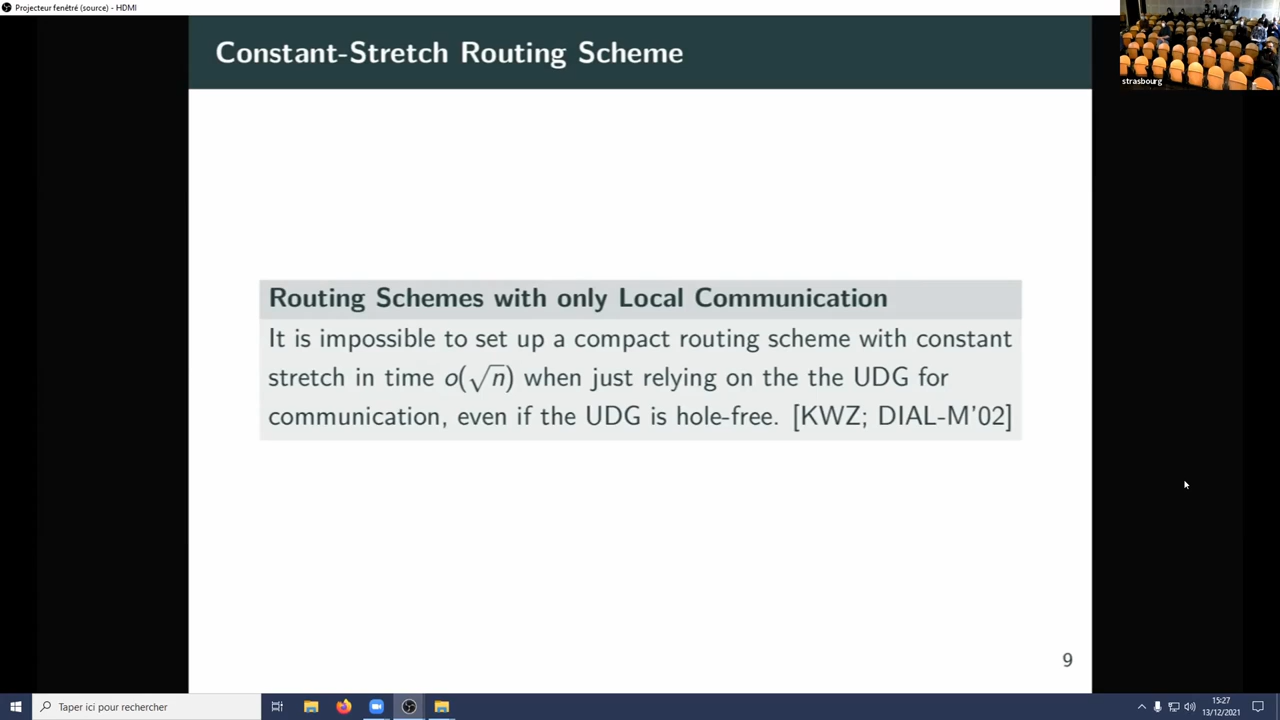 Projecteur fenêtré (source) - HDMI
strasbourg
Constant-Stretch Routing Scheme
Routing Schemes with only Local Communication
It is impossible to set up a compact routing scheme with constant
stretch in time o(√n) when just relying on the the UDG for
communication, even if the UDG is hole-free. [KWZ; DIAL-M'02]
9
Taper ici pour rechercher
15:27
13/12/2021